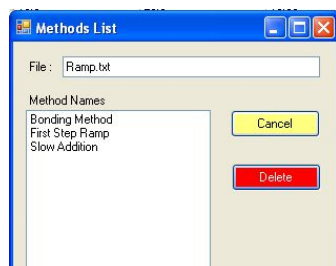 Methods List
File : Ramp.txt
Method Names
Bonding Method
First Step Ramp
Slow Addition
Cancel
Delete